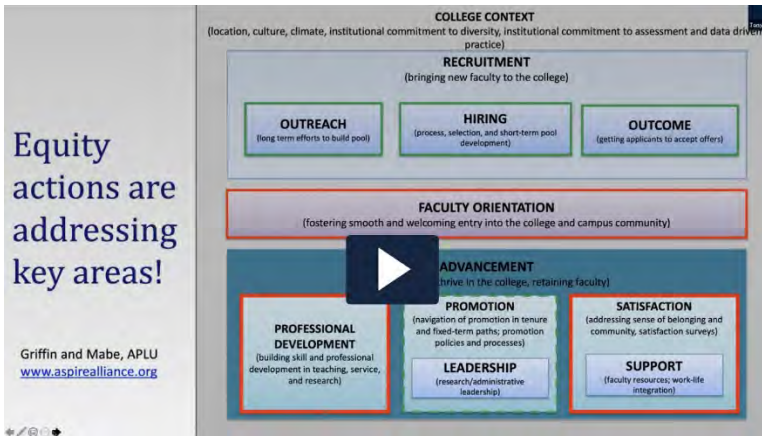 Equity
actions are
addressing
key areas!
Griffin and Mabe, APLU
www.aspirealliance.org
COLLEGE CONTEXT
(location, culture, climate, institutional commitment to diversity, institutional commitment to assessment and data driven
practice)
RECRUITMENT
(bringing new faculty to the college)
OUTREACH
(long term efforts to build pool)
HIRING
(process, selection, and short-term pool
development)
OUTCOME
(getting applicants to accept offers)
FACULTY ORIENTATION
(fostering smooth and welcoming entry into the college and campus community)
ADVANCEMENT
thrive in the college, retaining faculty)
PROFESSIONAL
DEVELOPMENT
(building skill and professional
development in teaching, service,
and research)
PROMOTION
(navigation of promotion in tenure
and fixed-term paths; promotion
policies and processes)
LEADERSHIP
(research/administrative
leadership)
SATISFACTION
(addressing sense of belonging and
community, satisfaction surveys)
SUPPORT
(faculty resources; work-life
integration)